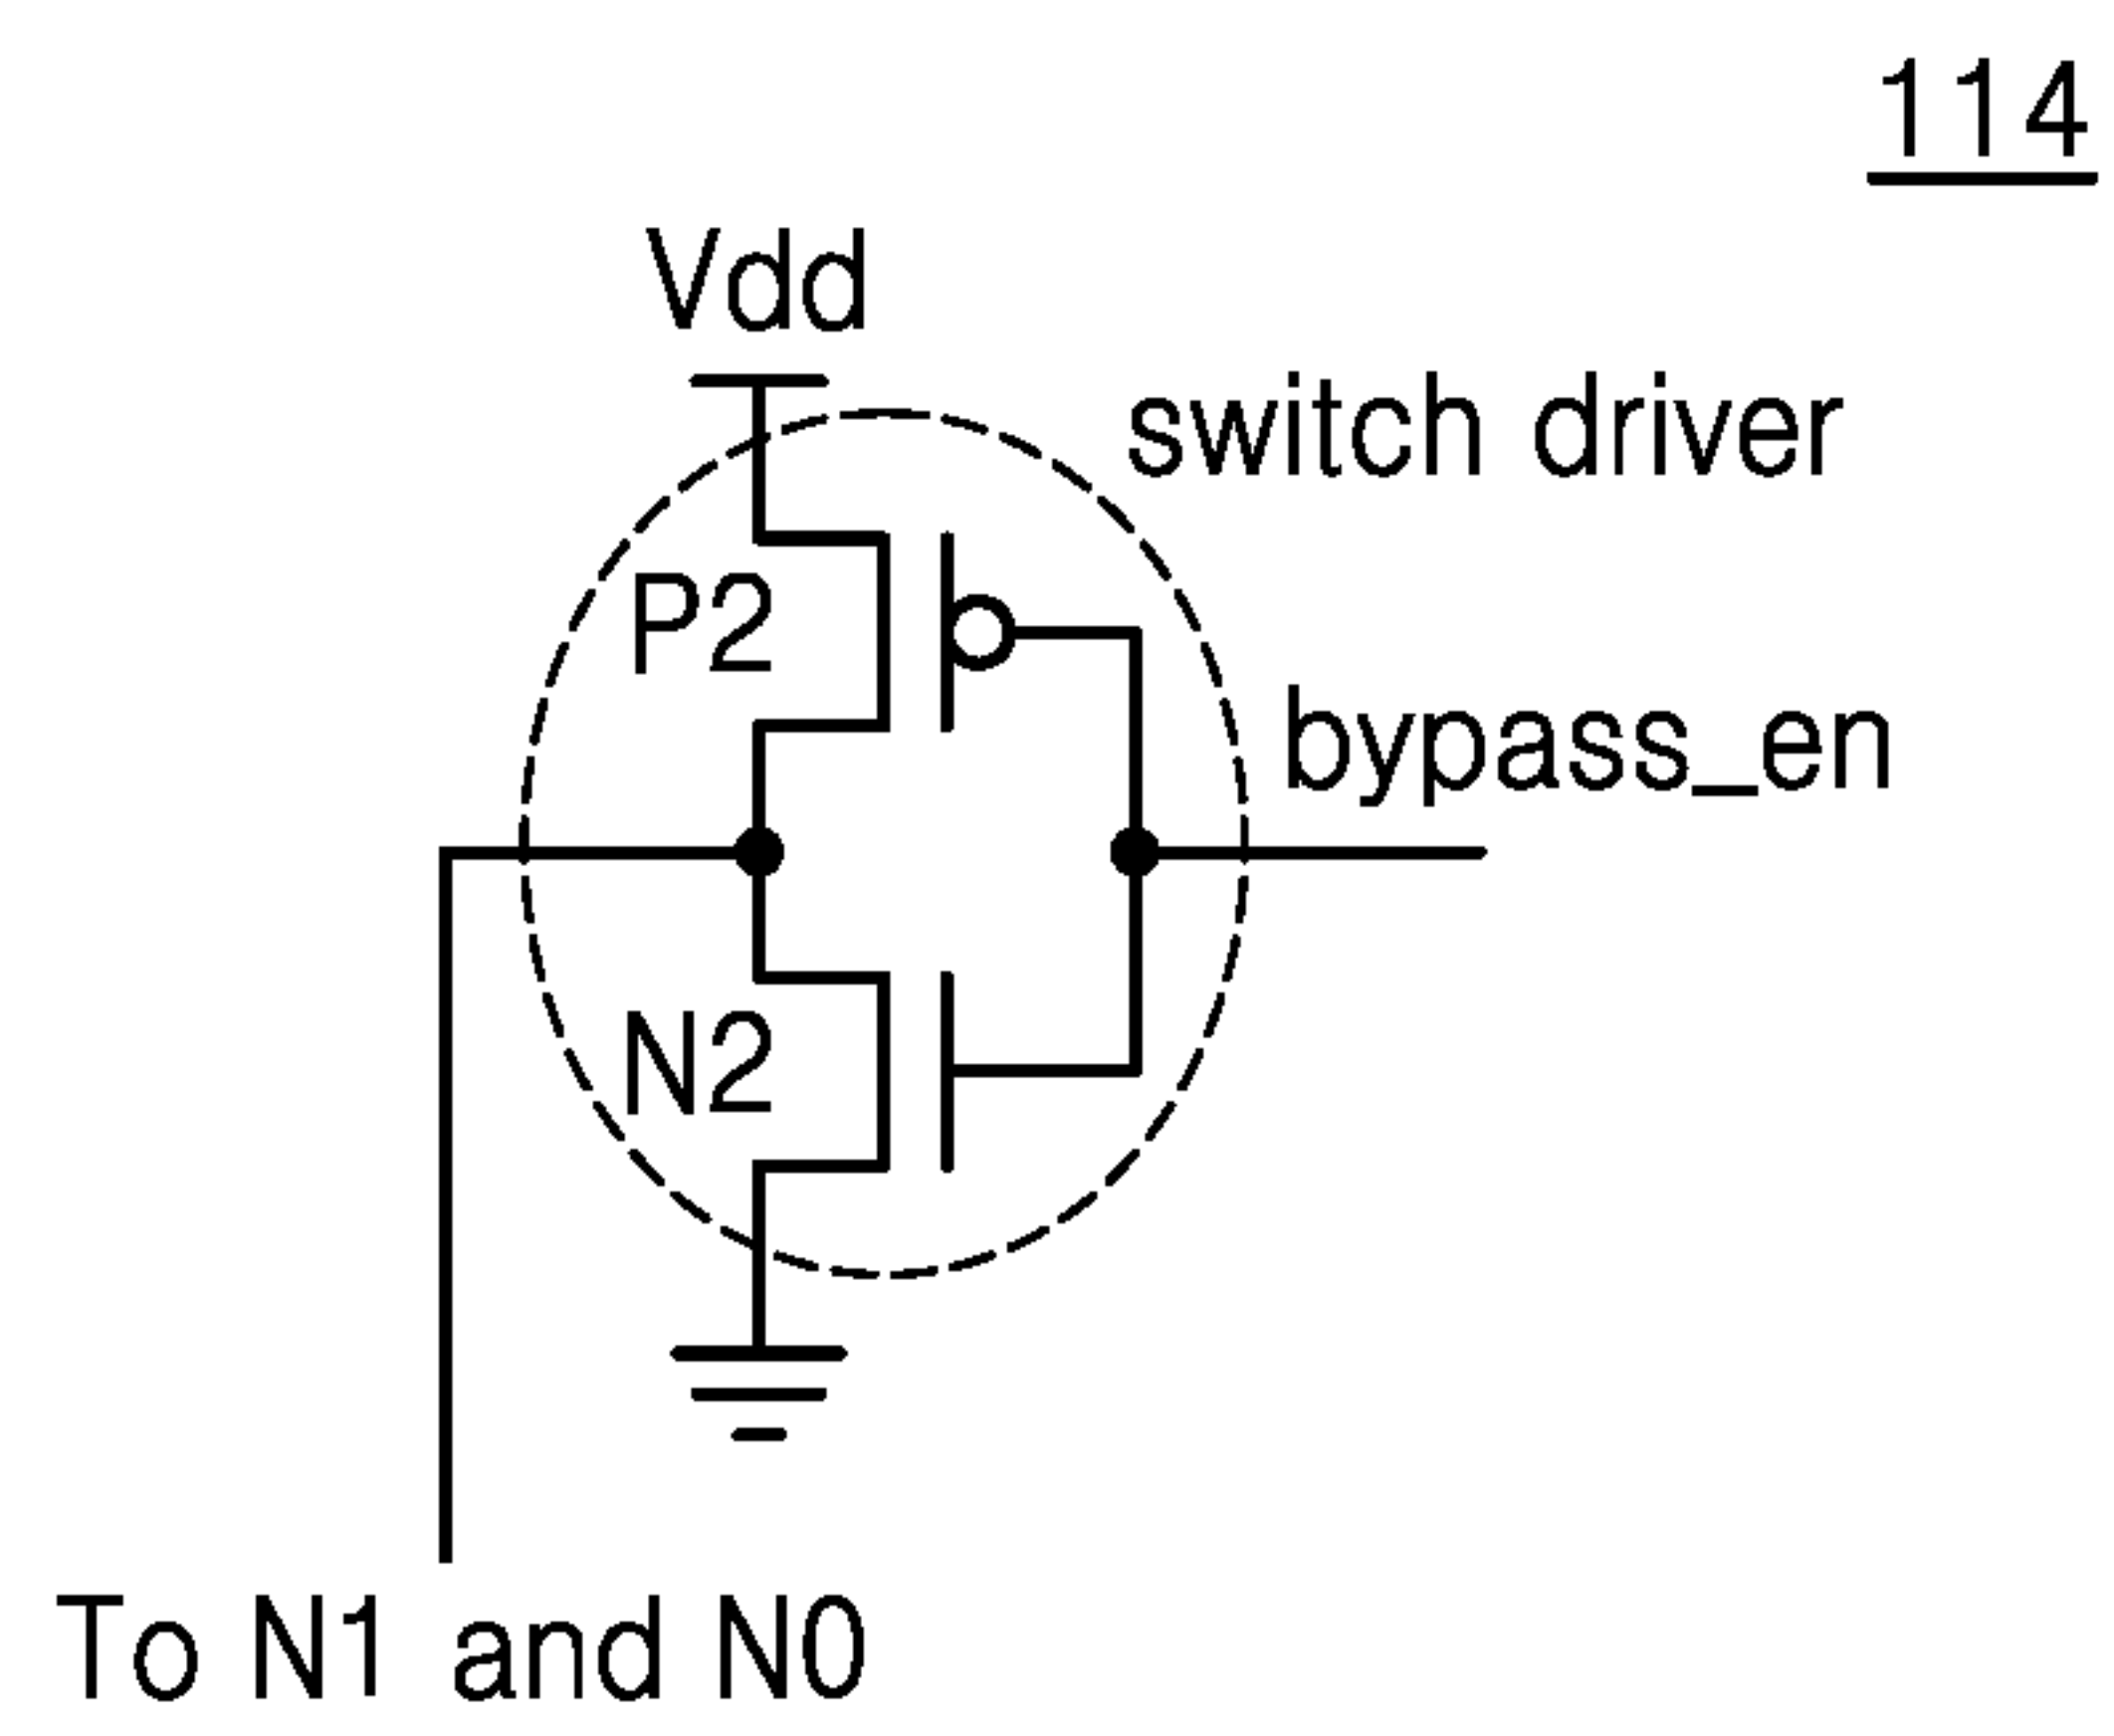 114
Vdd
switch driver
P2
bypass_en
N2
To N1 and N0